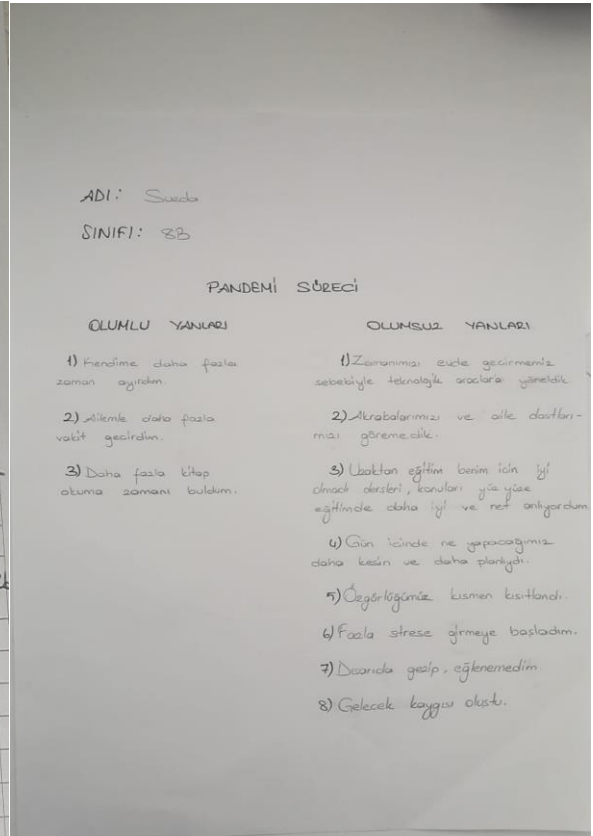 ADI: Sueda
SINIFI: 8B
PANDEMİ SÜRECİ
OLUMLU YANLARI
1) Kendime daha fazla
zaman ayırdım.
2) Ailemle daha fazla
vakit geçirdim.
3) Daha fazla kitap
okuma zamanı buldum.
OLUMSUZ YANLARI
1) Zamanımızı evde geçirmemiz
sebebiyle teknolojik araçlara yöneldik
2) Akrabalarımızı ve aile dostları-
mızı göremedik.
3) Uzaktan eğitim benim için iyi
olmadı dersleri, konuları yüz yüze
eğitimde daha iyi ve net anlıyordum
4) Gün içinde ne yapacağımız
daha kesin ve daha planlıydı.
5) Özgürlüğümüz kısmen kısıtlandı.
6) Fazla strese girmeye başladım.
7) Dışarıda gezip, eğlenemedim
8) Gelecek kaygısı oluştu.